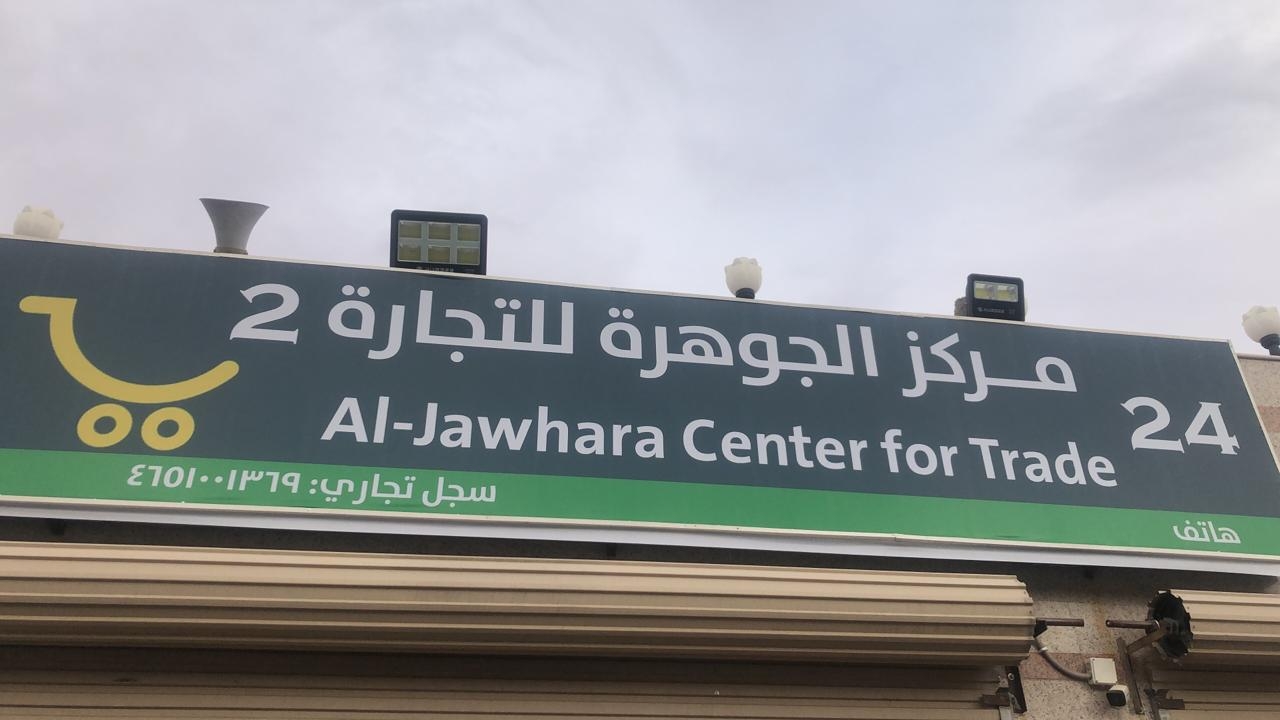 مركز الجوهرة للتجارة 2
24
Al-Jawhara Center for Trade
سجل تجاري: ٤٦٥١٠٠١٣٦٩
هاتف